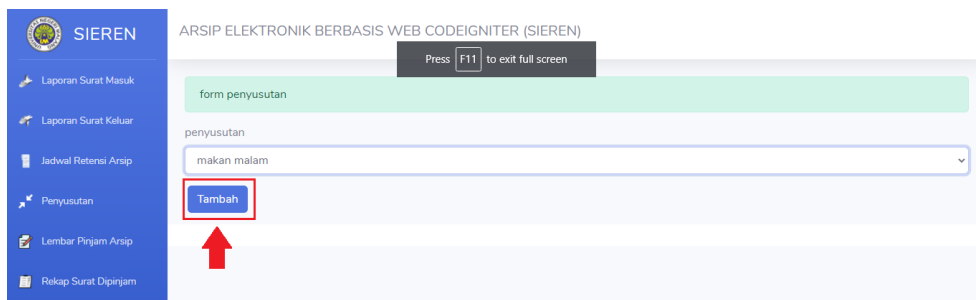 SIEREN
ARSIP ELEKTRONIK BERBASIS WEB CODEIGNITER (SIEREN)
Press F11 to exit full screen
Laporan Surat Masuk
Laporan Surat Keluar
Jadwal Retensi Arsip
Penyusutan
Lembar Pinjam Arsip
Rekap Surat Dipinjam
form penyusutan
penyusutan
makan malam
Tambah